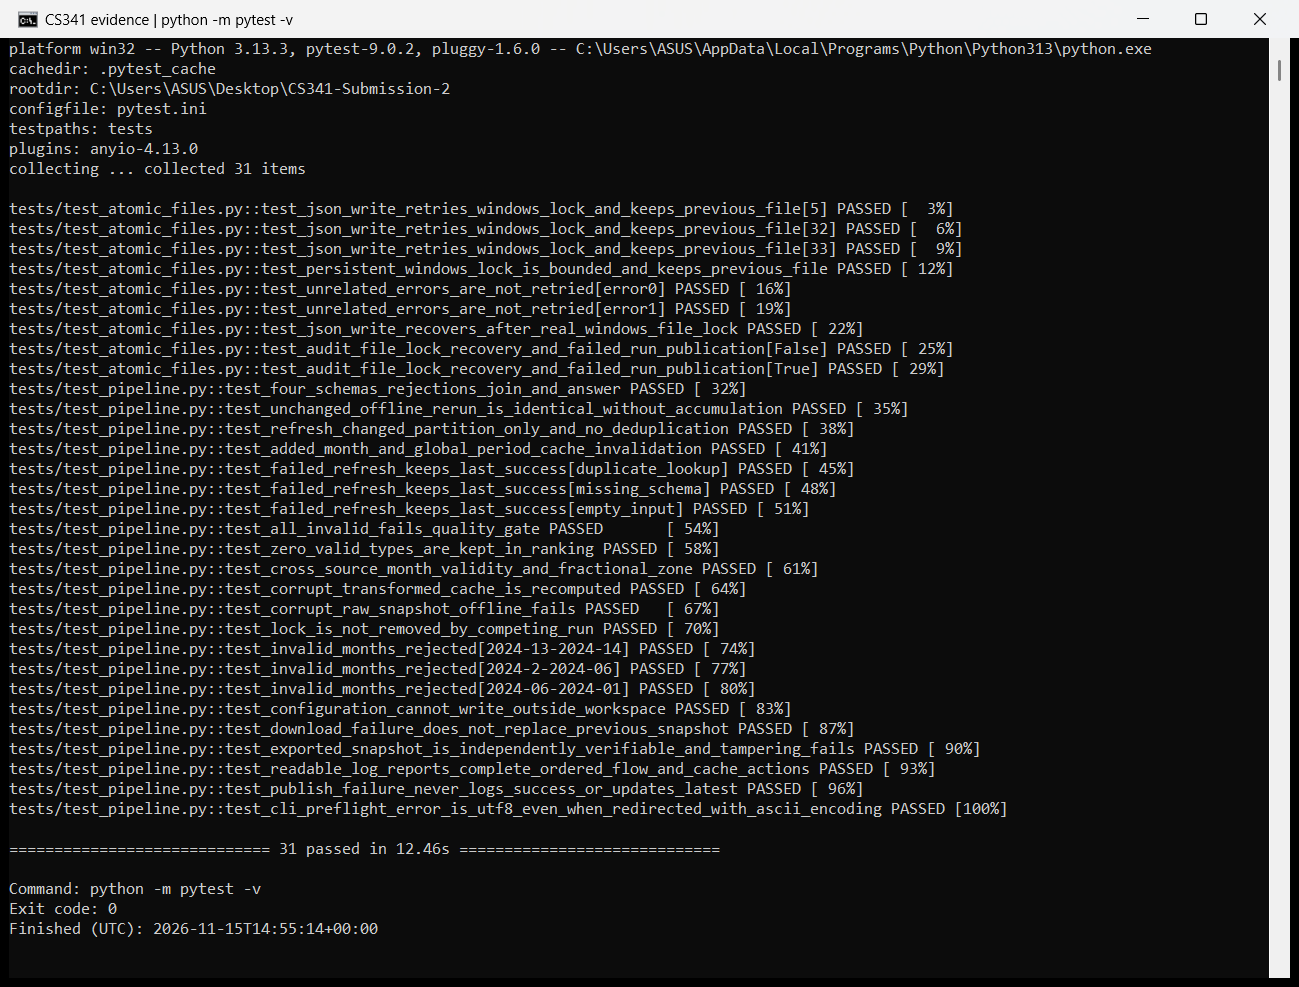 CS341 evidence | python -m pytest -v
platform win32 -- Python 3.13.3, pytest-9.0.2, pluggy-1.6.0 -- C:\Users\ASUS\AppData\Local\Programs\Python\Python313\python.exe
cachedir: .pytest_cache
rootdir: C:\Users\ASUS\Desktop\CS341-Submission-2
configfile: pytest.ini
testpaths: tests
plugins: anyio-4.13.0
collecting ... collected 31 items

tests/test_atomic_files.py::test_json_write_retries_windows_lock_and_keeps_previous_file[5] PASSED [  3%]
tests/test_atomic_files.py::test_json_write_retries_windows_lock_and_keeps_previous_file[32] PASSED [  6%]
tests/test_atomic_files.py::test_json_write_retries_windows_lock_and_keeps_previous_file[33] PASSED [  9%]
tests/test_atomic_files.py::test_persistent_windows_lock_is_bounded_and_keeps_previous_file PASSED [ 12%]
tests/test_atomic_files.py::test_unrelated_errors_are_not_retried[error0] PASSED [ 16%]
tests/test_atomic_files.py::test_unrelated_errors_are_not_retried[error1] PASSED [ 19%]
tests/test_atomic_files.py::test_json_write_recovers_after_real_windows_file_lock PASSED [ 22%]
tests/test_atomic_files.py::test_audit_file_lock_recovery_and_failed_run_publication[False] PASSED [ 25%]
tests/test_atomic_files.py::test_audit_file_lock_recovery_and_failed_run_publication[True] PASSED [ 29%]
tests/test_pipeline.py::test_four_schemas_rejections_join_and_answer PASSED [ 32%]
tests/test_pipeline.py::test_unchanged_offline_rerun_is_identical_without_accumulation PASSED [ 35%]
tests/test_pipeline.py::test_refresh_changed_partition_only_and_no_deduplication PASSED [ 38%]
tests/test_pipeline.py::test_added_month_and_global_period_cache_invalidation PASSED [ 41%]
tests/test_pipeline.py::test_failed_refresh_keeps_last_success[duplicate_lookup] PASSED [ 45%]
tests/test_pipeline.py::test_failed_refresh_keeps_last_success[missing_schema] PASSED [ 48%]
tests/test_pipeline.py::test_failed_refresh_keeps_last_success[empty_input] PASSED [ 51%]
tests/test_pipeline.py::test_all_invalid_fails_quality_gate PASSED       [ 54%]
tests/test_pipeline.py::test_zero_valid_types_are_kept_in_ranking PASSED [ 58%]
tests/test_pipeline.py::test_cross_source_month_validity_and_fractional_zone PASSED [ 61%]
tests/test_pipeline.py::test_corrupt_transformed_cache_is_recomputed PASSED [ 64%]
tests/test_pipeline.py::test_corrupt_raw_snapshot_offline_fails PASSED   [ 67%]
tests/test_pipeline.py::test_lock_is_not_removed_by_competing_run PASSED [ 70%]
tests/test_pipeline.py::test_invalid_months_rejected[2024-13-2024-14] PASSED [ 74%]
tests/test_pipeline.py::test_invalid_months_rejected[2024-2-2024-06] PASSED [ 77%]
tests/test_pipeline.py::test_invalid_months_rejected[2024-06-2024-01] PASSED [ 80%]
tests/test_pipeline.py::test_configuration_cannot_write_outside_workspace PASSED [ 83%]
tests/test_pipeline.py::test_download_failure_does_not_replace_previous_snapshot PASSED [ 87%]
tests/test_pipeline.py::test_exported_snapshot_is_independently_verifiable_and_tampering_fails PASSED [ 90%]
tests/test_pipeline.py::test_readable_log_reports_complete_ordered_flow_and_cache_actions PASSED [ 93%]
tests/test_pipeline.py::test_publish_failure_never_logs_success_or_updates_latest PASSED [ 96%]
tests/test_pipeline.py::test_cli_preflight_error_is_utf8_even_when_redirected_with_ascii_encoding PASSED [100%]

============================= 31 passed in 12.46s =============================

Command: python -m pytest -v
Exit code: 0
Finished (UTC): 2026-11-15T14:55:14+00:00